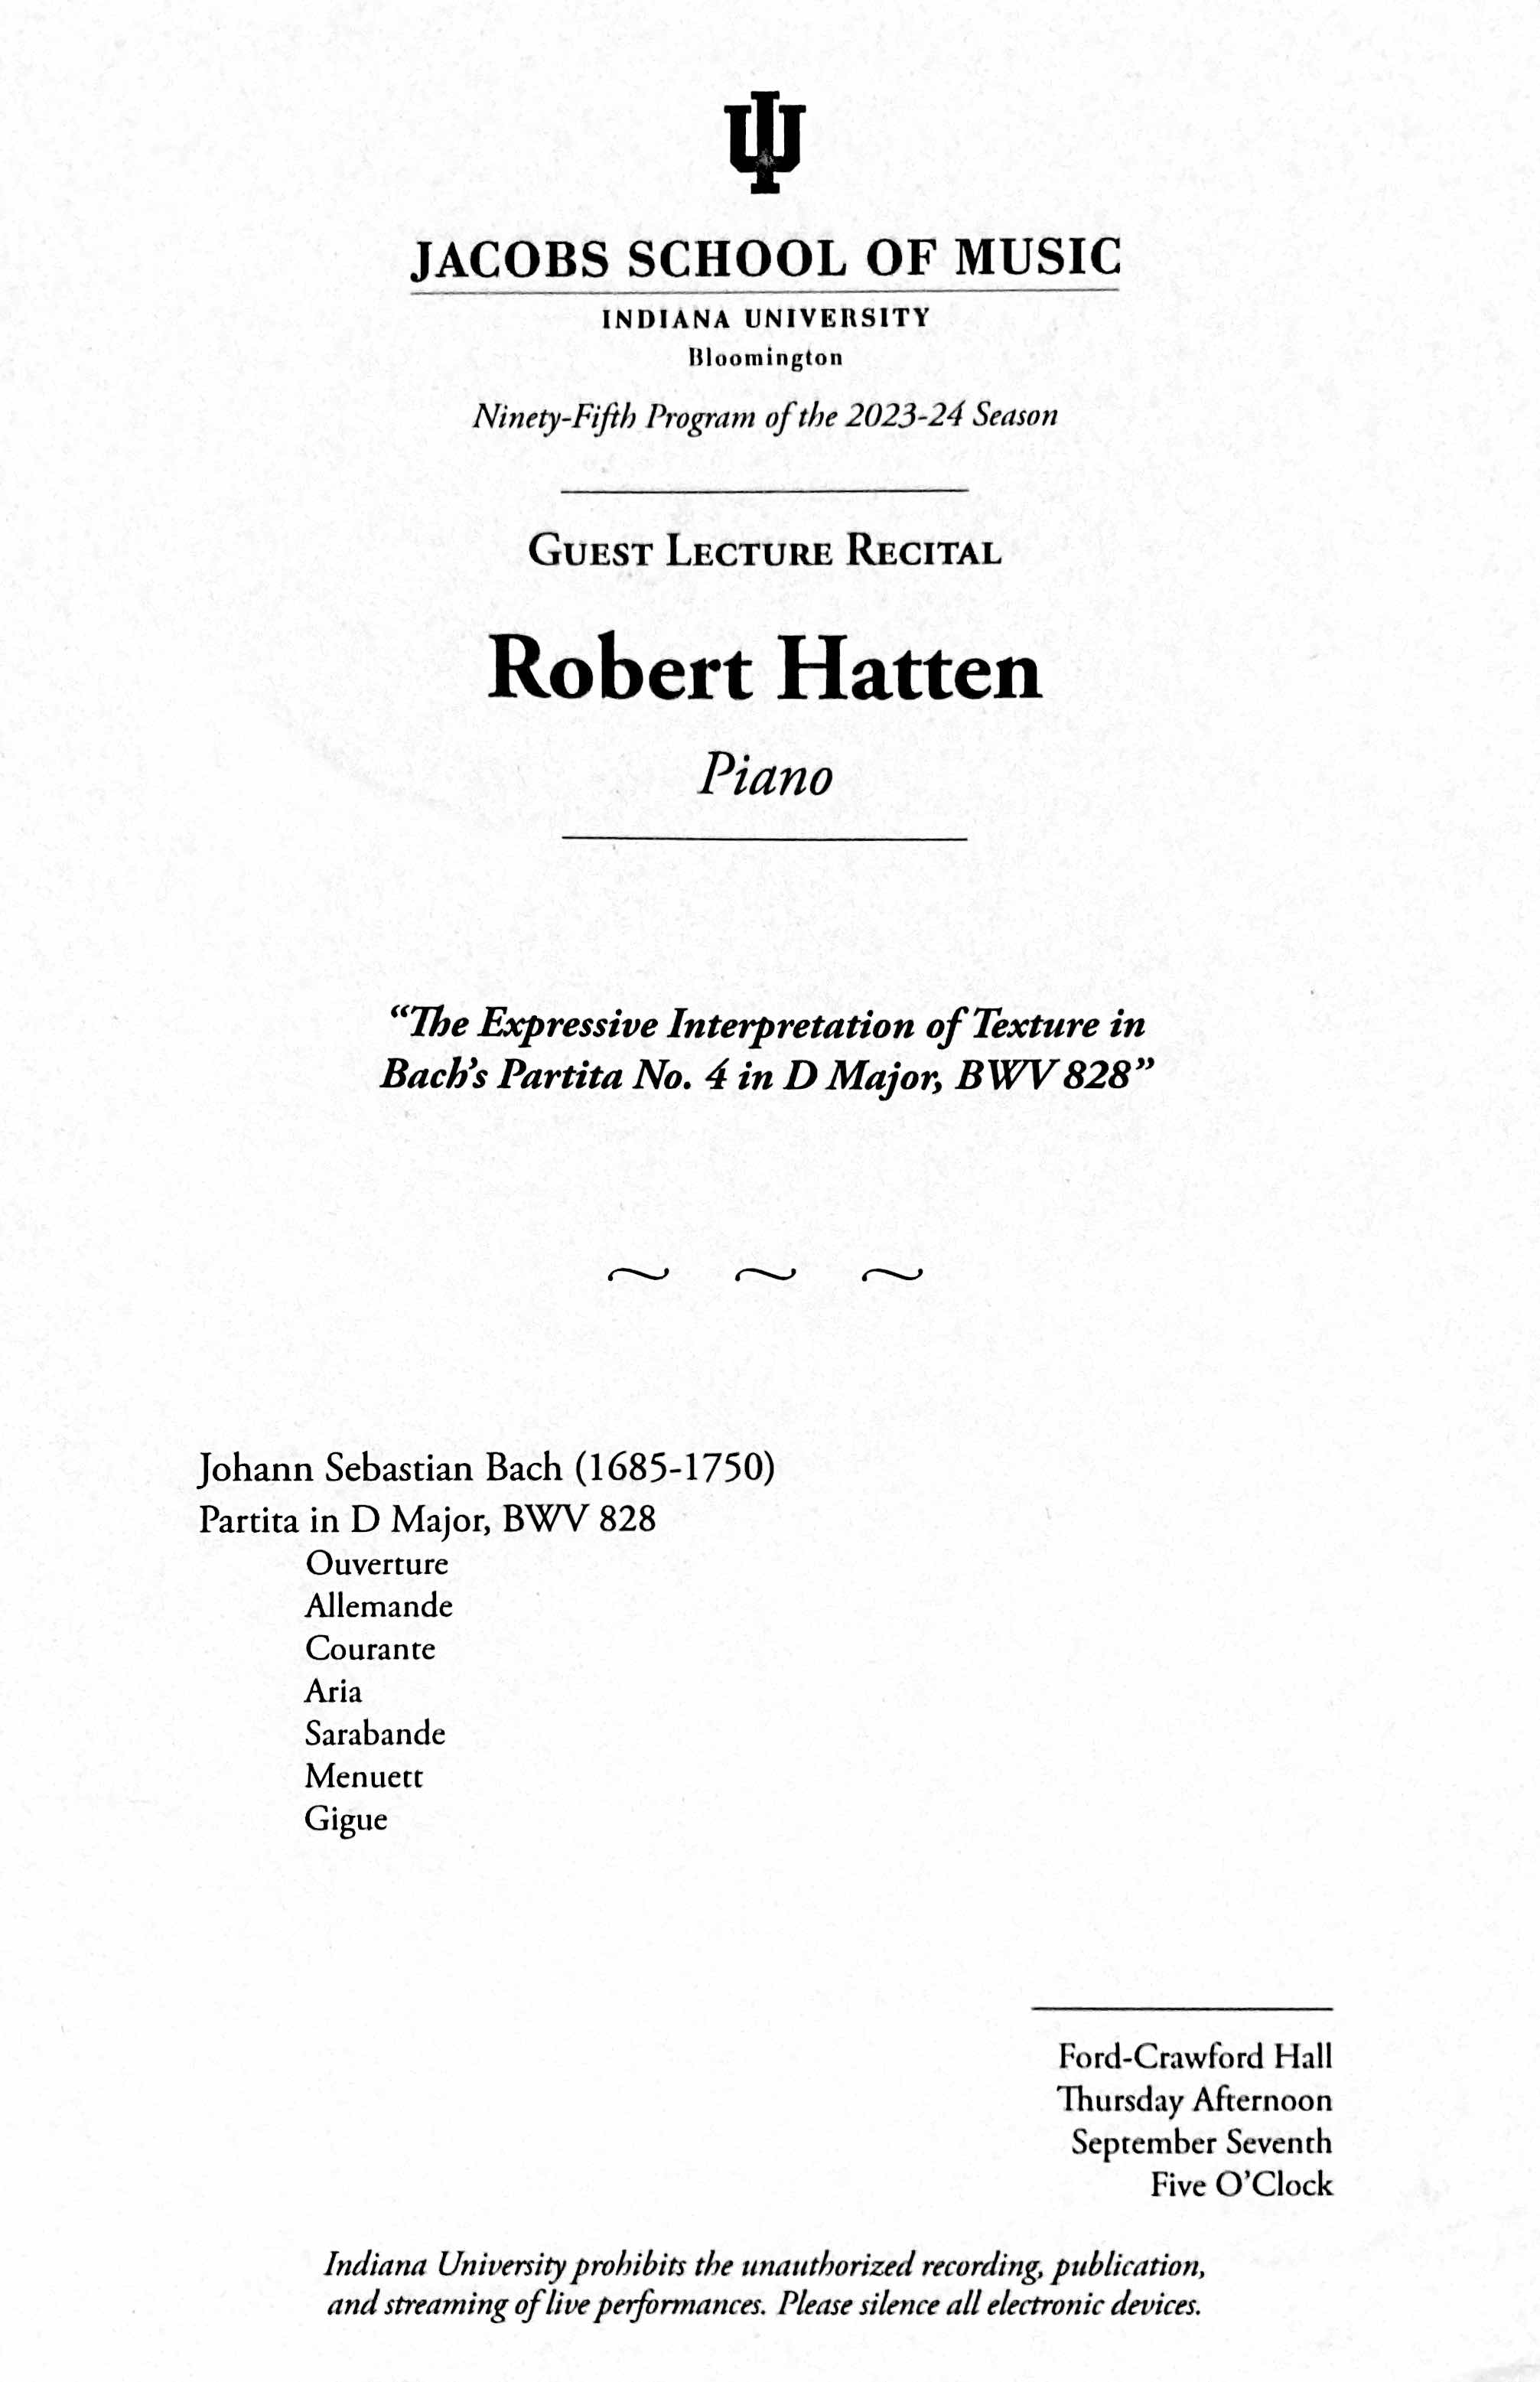 JACOBS SCHOOL OF MUSIC
INDIANA UNIVERSITY
Bloomington
Ninety-Fifth Program of the 2023-24 Season
GUEST LECTURE RECITAL
Robert Hatten
Piano
“The Expressive Interpretation of Texture in
Bach’s Partita No. 4 in D Major, BWV 828”
Johann Sebastian Bach (1685-1750)
Partita in D Major, BWV 828
Ouverture
Allemande
Courante
Aria
Sarabande
Menuett
Gigue
Ford-Crawford Hall
Thursday Afternoon
September Seventh
Five O’Clock
Indiana University prohibits the unauthorized recording, publication,
and streaming of live performances. Please silence all electronic devices.